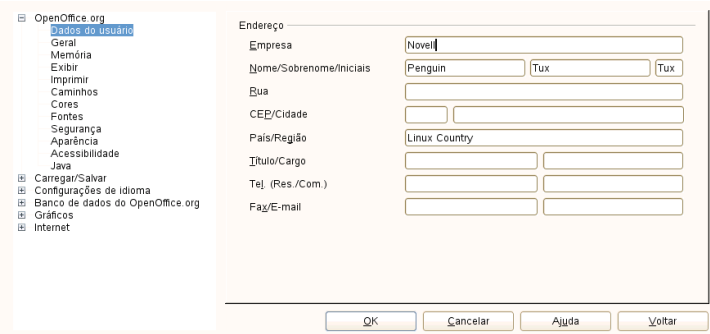 OpenOffice.org
Dados do usuário
Geral
Memória
Exibir
Imprimir
Caminhos
Cores
Fontes
Segurança
Aparência
Acessibilidade
Java
Carregar/Salvar
Configurações de idioma
Banco de dados do OpenOffice.org
Gráficos
Internet
Endereço
Empresa Novell
Nome/Sobrenome/Iniciais Penguin Tux Tux
Rua
CEP/Cidade
País/Região Linux Country
Título/Cargo
Tel. (Res./Com.)
Fax/E-mail
OK Cancelar Ajuda Voltar